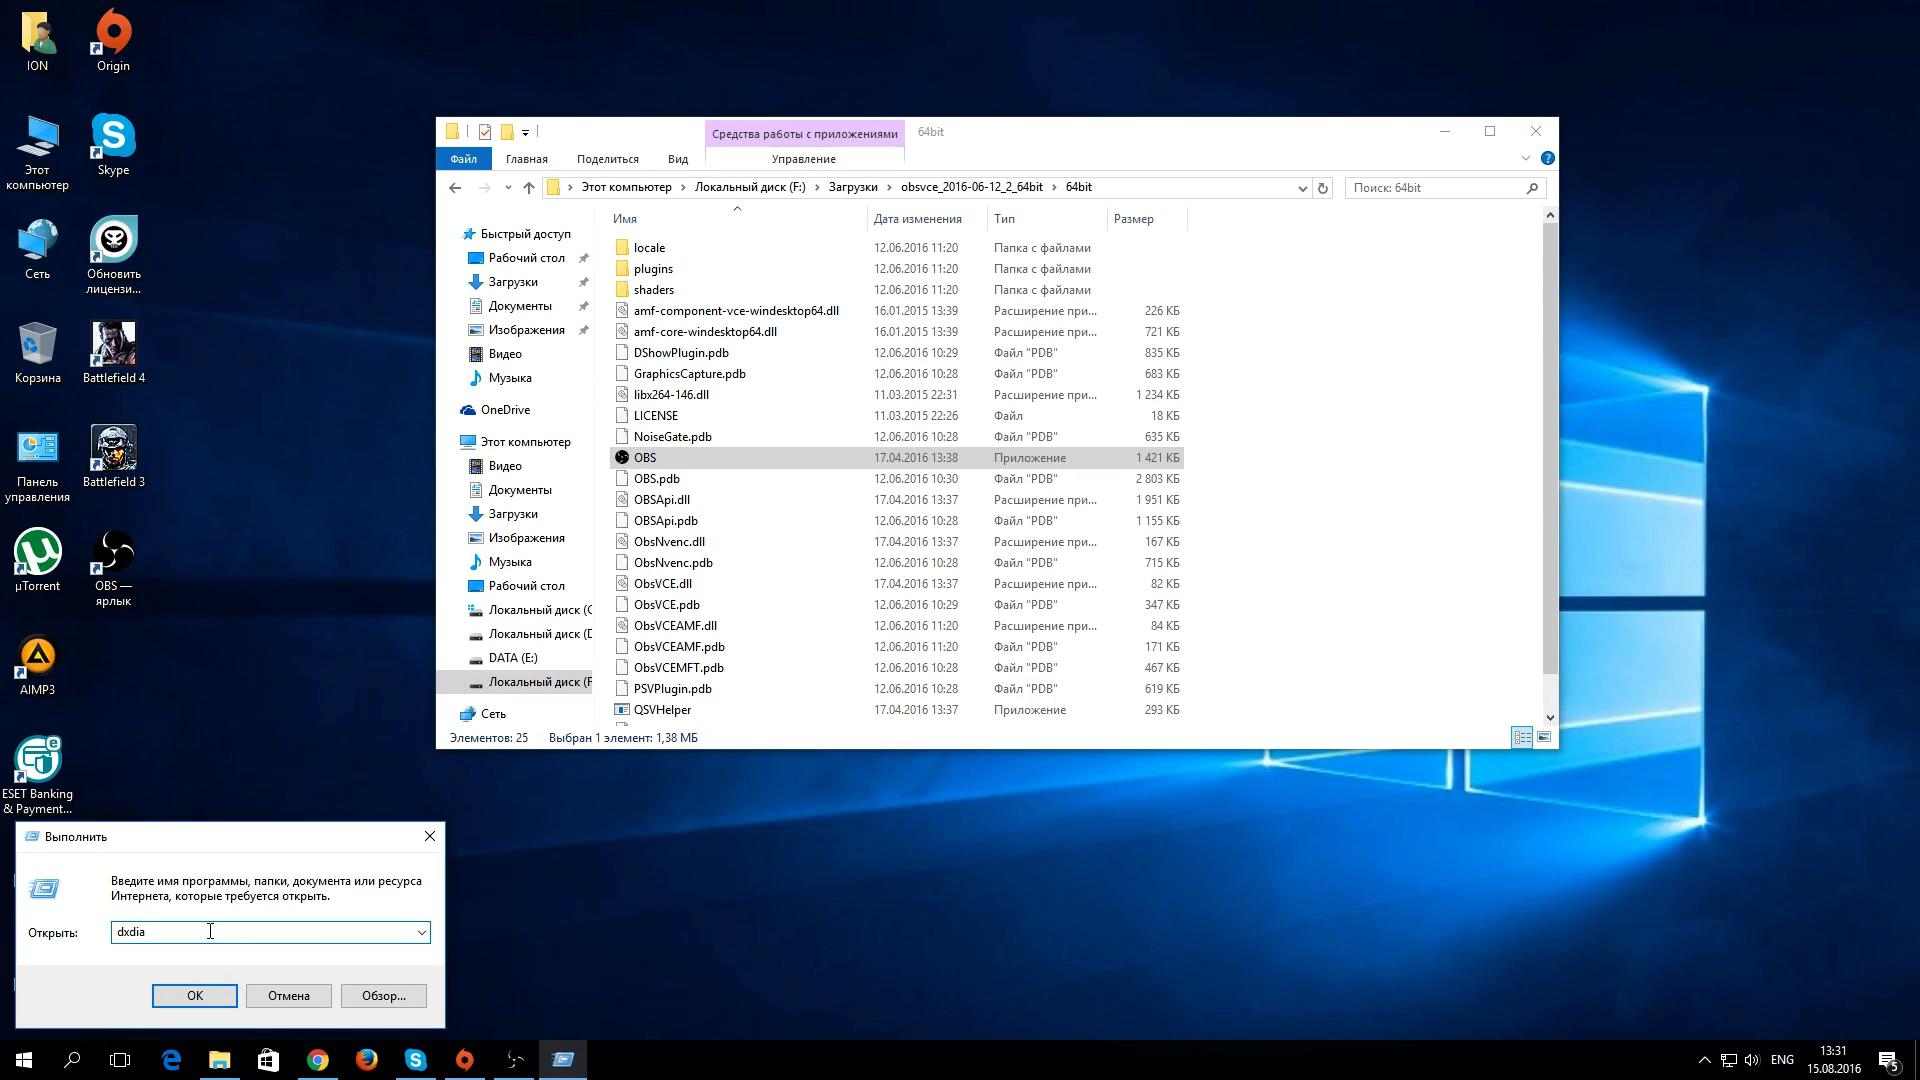 ION
Origin
Этот компьютер
Skype
Сеть
Обновить лицензи...
Корзина
Battlefield 4
Панель управления
Battlefield 3
µTorrent
OBS — ярлык
AIMP3
ESET Banking & Payment...
Средства работы с приложениями
64bit
Файл
Главная
Поделиться
Вид
Управление
Этот компьютер > Локальный диск (F:) > Загрузки > obsvce_2016-06-12_2_64bit > 64bit
Поиск: 64bit
Быстрый доступ
Рабочий стол
Загрузки
Документы
Изображения
Видео
Музыка
OneDrive
Этот компьютер
Видео
Документы
Загрузки
Изображения
Музыка
Рабочий стол
Локальный диск (C
Локальный диск (D
DATA (E:)
Локальный диск (F
Сеть
Имя Дата изменения Тип Размер
locale 12.06.2016 11:20 Папка с файлами
plugins 12.06.2016 11:20 Папка с файлами
shaders 12.06.2016 11:20 Папка с файлами
amf-component-vce-windesktop64.dll 16.01.2015 13:39 Расширение при... 226 КБ
amf-core-windesktop64.dll 16.01.2015 13:39 Расширение при... 721 КБ
DShowPlugin.pdb 12.06.2016 10:29 Файл "PDB" 835 КБ
GraphicsCapture.pdb 12.06.2016 10:28 Файл "PDB" 683 КБ
libx264-146.dll 11.03.2015 22:31 Расширение при... 1 234 КБ
LICENSE 11.03.2015 22:26 Файл 18 КБ
NoiseGate.pdb 12.06.2016 10:28 Файл "PDB" 635 КБ
OBS 17.04.2016 13:38 Приложение 1 421 КБ
OBS.pdb 12.06.2016 10:30 Файл "PDB" 2 803 КБ
OBSApi.dll 17.04.2016 13:37 Расширение при... 1 951 КБ
OBSApi.pdb 12.06.2016 10:28 Файл "PDB" 1 155 КБ
ObsNvenc.dll 17.04.2016 13:37 Расширение при... 167 КБ
ObsNvenc.pdb 12.06.2016 10:28 Файл "PDB" 715 КБ
ObsVCE.dll 17.04.2016 13:37 Расширение при... 82 КБ
ObsVCE.pdb 12.06.2016 10:29 Файл "PDB" 347 КБ
ObsVCEAMF.dll 12.06.2016 11:20 Расширение при... 84 КБ
ObsVCEAMF.pdb 12.06.2016 11:20 Файл "PDB" 171 КБ
ObsVCEMFT.pdb 12.06.2016 10:28 Файл "PDB" 467 КБ
PSVPlugin.pdb 12.06.2016 10:28 Файл "PDB" 619 КБ
QSVHelper 17.04.2016 13:37 Приложение 293 КБ
Элементов: 25 Выбран 1 элемент: 1,38 МБ
Выполнить
Введите имя программы, папки, документа или ресурса
Интернета, которые требуется открыть.
Открыть: dxdia
OK
Отмена
Обзор...
ENG
13:31
15.08.2016
5